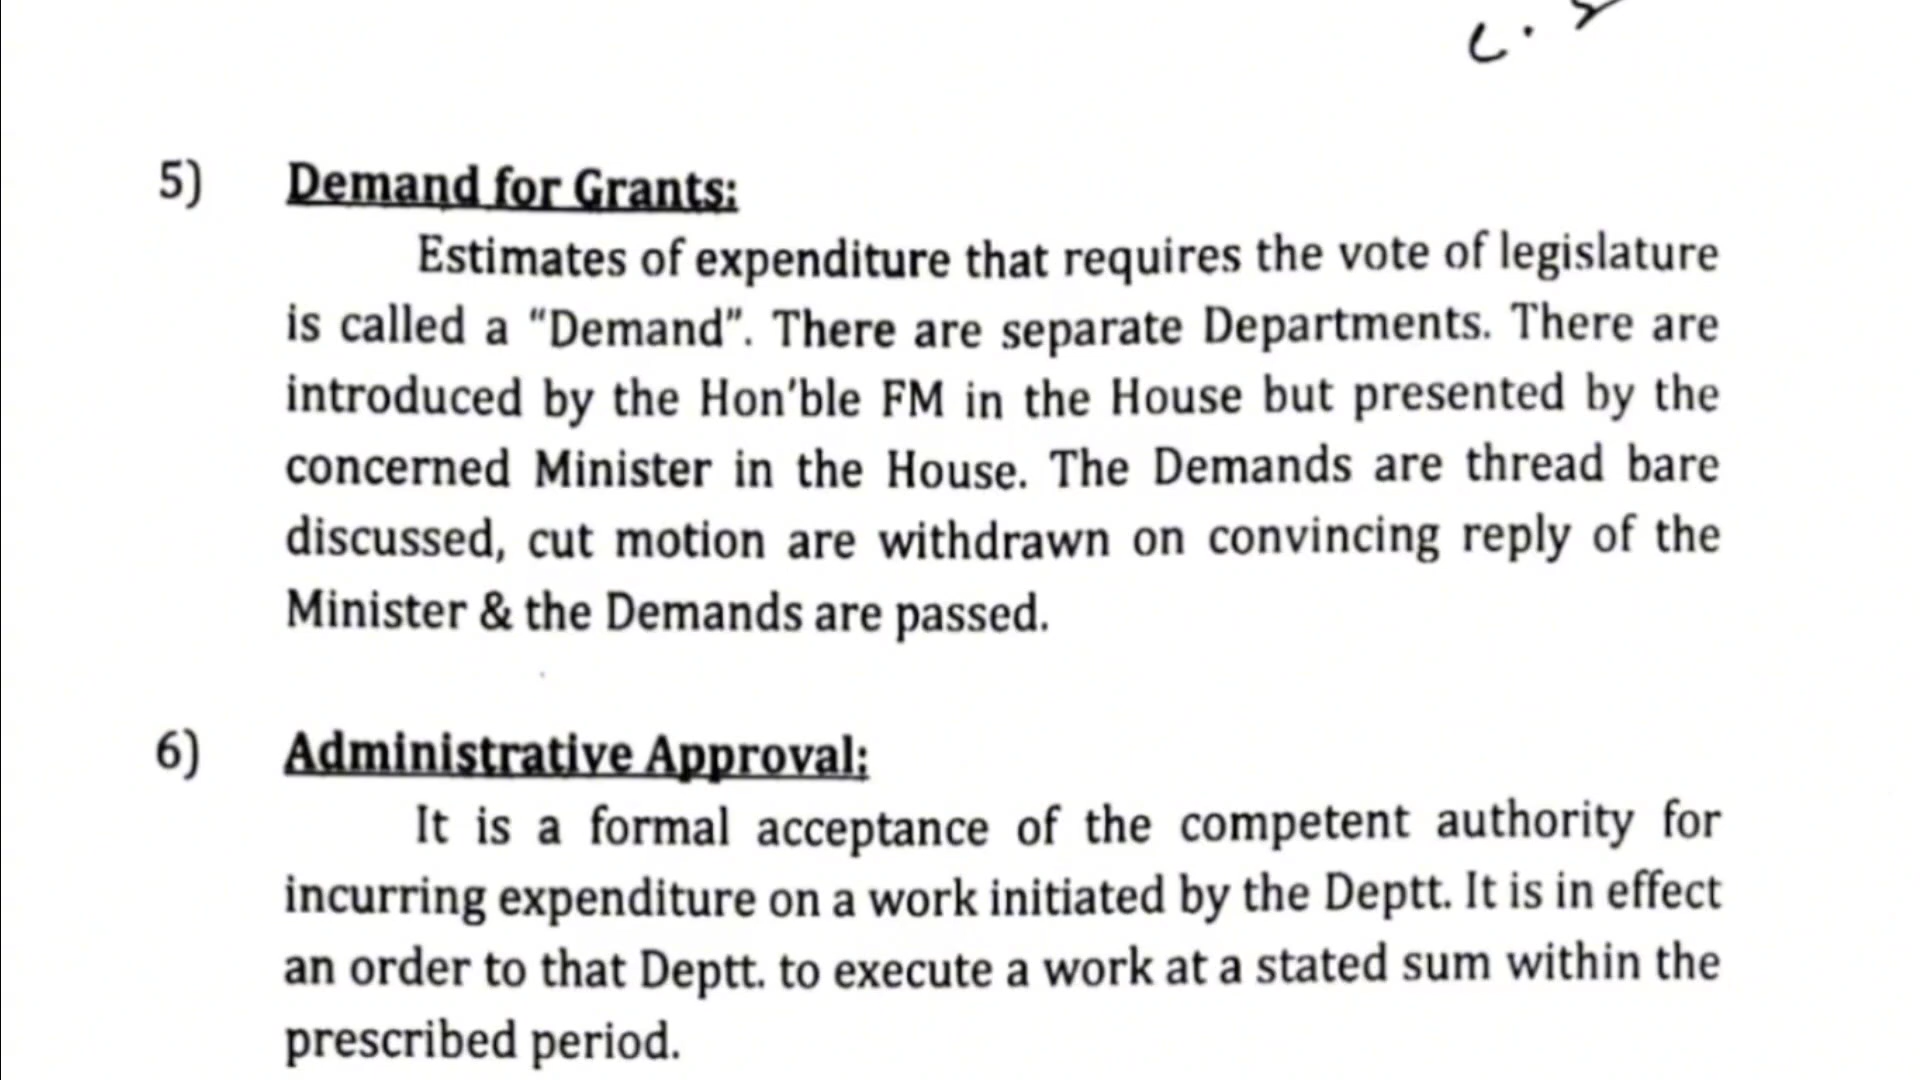 5) Demand for Grants:
Estimates of expenditure that requires the vote of legislature
is called a “Demand”. There are separate Departments. There are
introduced by the Hon’ble FM in the House but presented by the
concerned Minister in the House. The Demands are thread bare
discussed, cut motion are withdrawn on convincing reply of the
Minister & the Demands are passed.
6) Administrative Approval:
It is a formal acceptance of the competent authority for
incurring expenditure on a work initiated by the Deptt. It is in effect
an order to that Deptt. to execute a work at a stated sum within the
prescribed period.